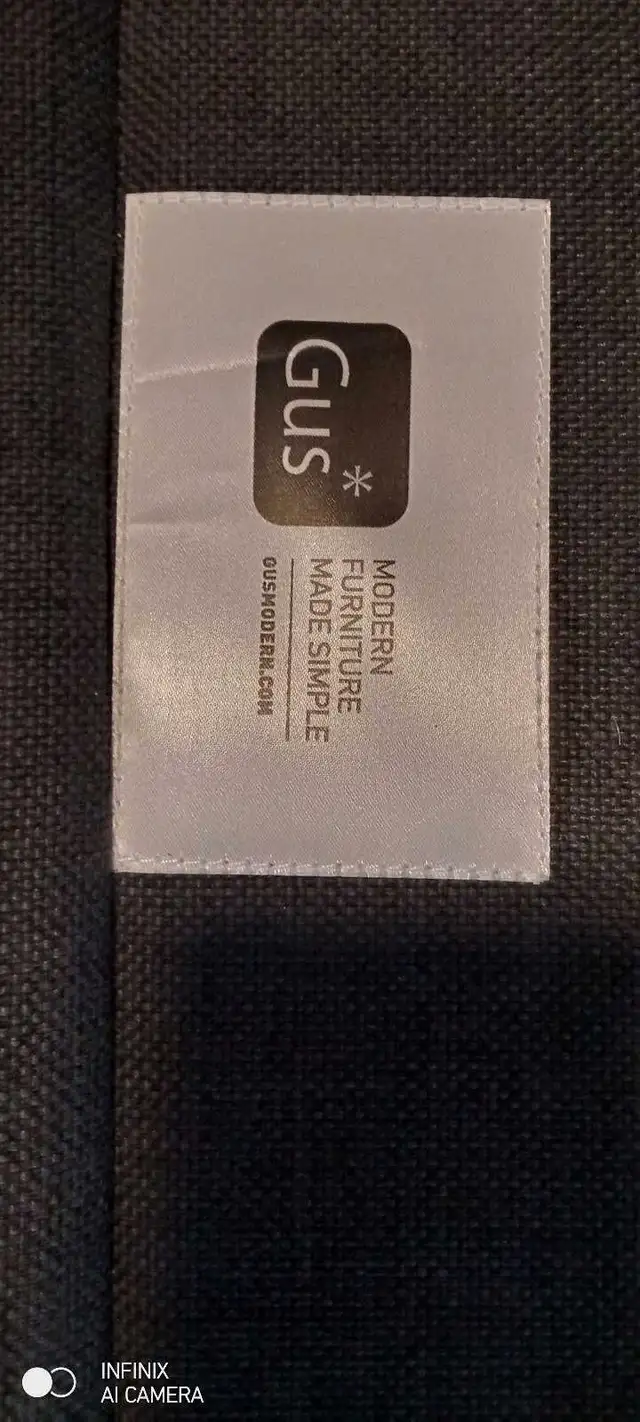 Gus*
MODERN
FURNITURE
MADE SIMPLE
GUSMODERN.COM
INFINIX
AI CAMERA